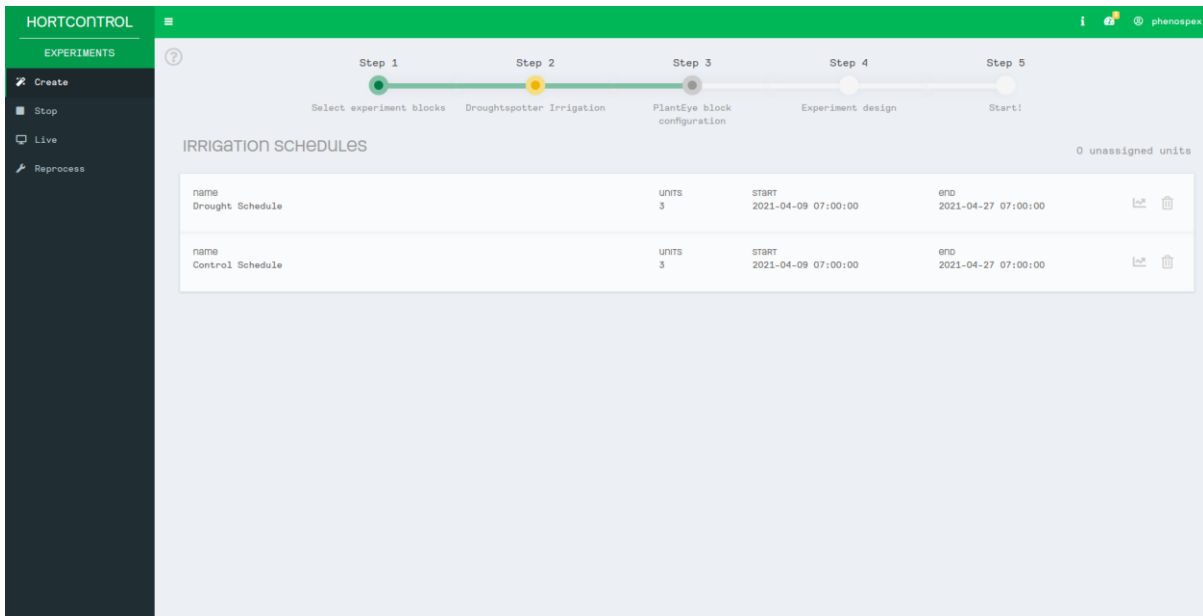 HORTCONTROL
i
phenospex
EXPERIMENTS
Create
Stop
Live
Reprocess
?
Step 1 Step 2 Step 3 Step 4 Step 5
Select experiment blocks Droughtspotter Irrigation PlantEye block configuration Experiment design Start!
IRRIGATION SCHEDULES
0 unassigned units
name units start end
Drought Schedule 3 2021-04-09 07:00:00 2021-04-27 07:00:00
name units start end
Control Schedule 3 2021-04-09 07:00:00 2021-04-27 07:00:00